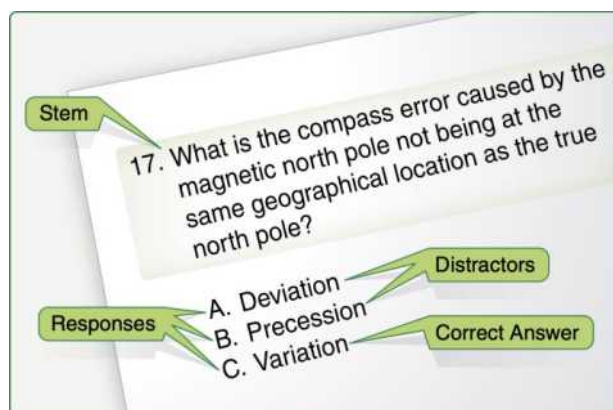 Stem
17. What is the compass error caused by the
magnetic north pole not being at the
same geographical location as the true
north pole?
Distractors
A. Deviation
Responses
B. Precession
Correct Answer
C. Variation